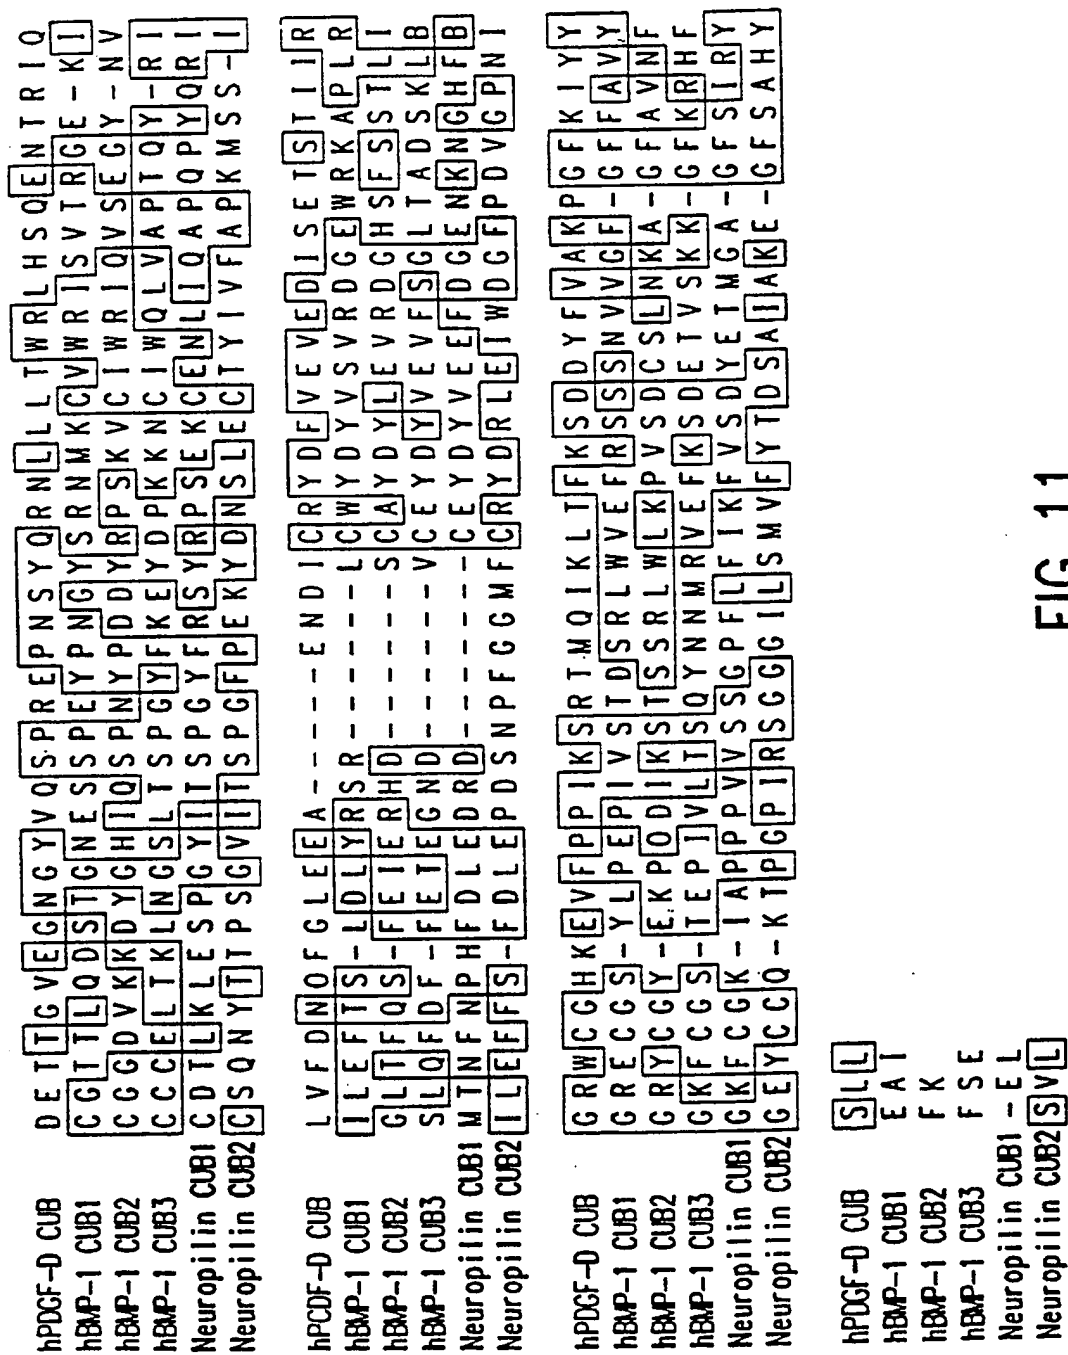 hPDGF-D CUB D E T T G V E G N G Y V Q S P R E P N S Y Q R N L L L T W R L H S Q E N T R I Q
hBMP-1 CUB1 C G T T L Q D S T G N E S S P E Y P N G Y S R N M K C V W R I S V T R G E - K I
hBMP-1 CUB2 C G G D V K K D Y G H I Q S P N Y P D D Y R P S K V C I W R I Q V S E G Y - N V
hBMP-1 CUB3 C C C E L T K L N G S L T S P G Y F K E Y D P K K N C I W Q L V A P T Q Y - R I
Neuropilin CUB1 C D T L K L E S P G Y I T S P G Y F R S Y R P S E K C E N L I Q A P Q P Y Q R I
Neuropilin CUB2 C S Q N Y T T P S G V I T S P G F P E K Y D N S L E C T Y I V F A P K M S S - I
hPCDF-D CUB L V F D N O F G L E E A - - - - - E N D I C R Y D F V E V E D I S E T S T I I R
hBMP-1 CUB1 I L E F T S - L D L Y R S R - - - - - - L C W Y D Y V S V R D G E W R K A P L R
hBMP-1 CUB2 G L T F Q S - F E I E R H D - - - - - - S C A Y D Y L E V R D G H S F S S T L I
hBMP-1 CUB3 S L Q F D F - F E T E G N D - - - - - - V C E Y D Y V E V F S G L T A D S K L B
Neuropilin CUB1 M T N F N P H F D L E D R D - - - - - - - C E Y D Y V E E F D G E N K N G H F B
Neuropilin CUB2 I L E F F S - F D L E P D S N P F G G M F C R Y D R L E I W D G F P D V G P N I
hPDGF-D CUB G R W C G H K E V F P P I K S R T M Q I K L T F K S D D Y F V A K P G F K I Y Y
hBMP-1 CUB1 G R E C G S - Y L P E P I V S T D S R L W V E F R S S S N V V G F - G F F A V Y
hBMP-1 CUB2 G R Y C G Y - E K P O D I K S T S S R L W L K P V S D C S L N K A - G F A V N F
hBMP-1 CUB3 G K F C G S - T E P I V L T S Q Y N N M R V E F K S D E T V S K K - G F K R H F
Neuropilin CUB1 G K F C G K - I A P P P V V S S G P F L F I K F V S D Y E T M G A - G F S I R Y
Neuropilin CUB2 G E Y C C Q - K T P G P I R S G G G I L S M V F Y T D S A I A K E - G F S A H Y
hPDGF-D CUB S L L
hBMP-1 CUB1 E A I
hBMP-1 CUB2 F K
hBMP-1 CUB3 F S E
Neuropilin CUB1 - E L
Neuropilin CUB2 S V L
FIG 11